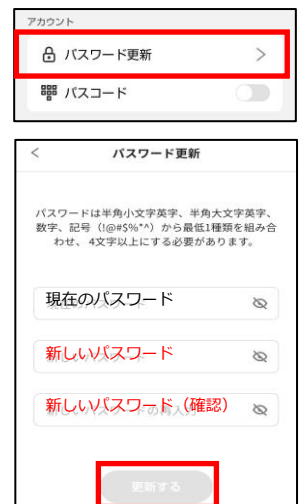 アカウント
パスワード更新
パスコード
パスワード更新
パスワードは半角小文字英字、半角大文字英字、
数字、記号（!@#$%^*）から最低1種類を組み合
わせ、4文字以上にする必要があります。
現在のパスワード
新しいパスワード
新しいパスワード（確認）
更新する